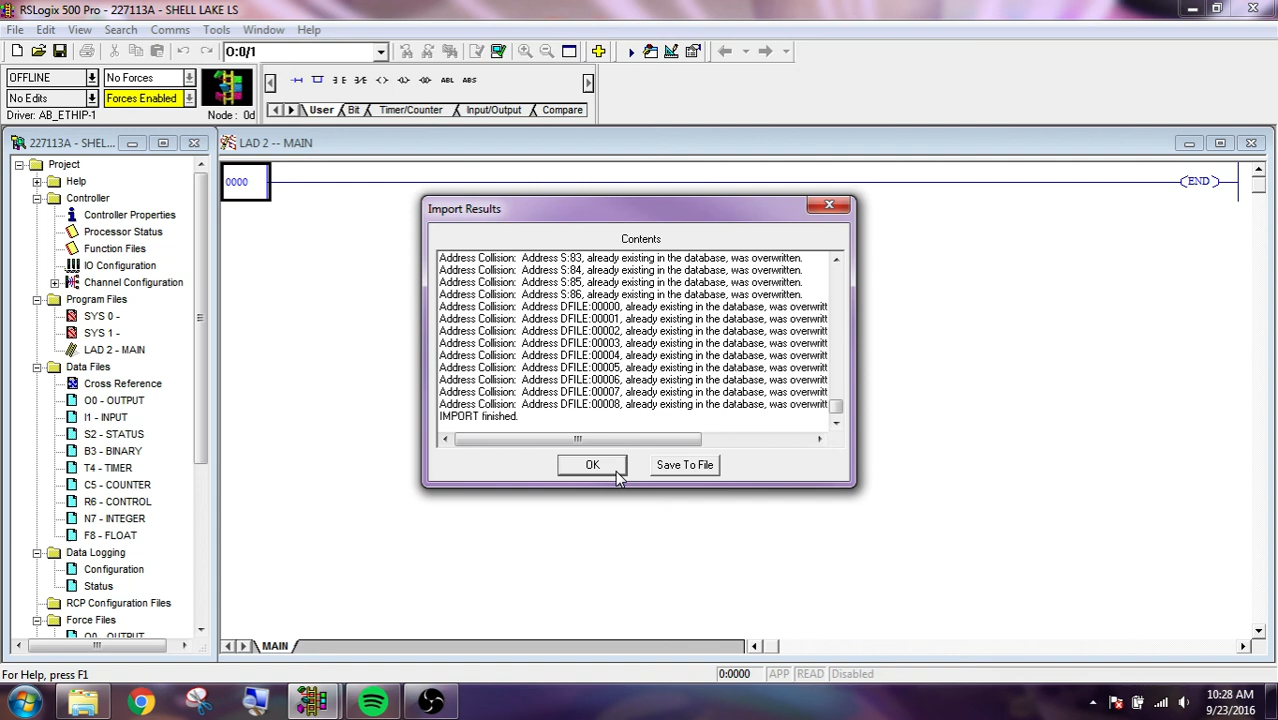 RSLogix 500 Pro - 227113A - SHELL LAKE LS
File Edit View Search Comms Tools Window Help
O:0/1
OFFLINE No Forces
No Edits Forces Enabled
Driver: AB_ETHIP-1 Node : 0d
ABL ABS
User Bit Timer/Counter Input/Output Compare
227113A - SHEL...
Project
Help
Controller
Controller Properties
Processor Status
Function Files
IO Configuration
Channel Configuration
Program Files
SYS 0 -
SYS 1 -
LAD 2 - MAIN
Data Files
Cross Reference
O0 - OUTPUT
I1 - INPUT
S2 - STATUS
B3 - BINARY
T4 - TIMER
C5 - COUNTER
R6 - CONTROL
N7 - INTEGER
F8 - FLOAT
Data Logging
Configuration
Status
RCP Configuration Files
Force Files
O0 - OUTPUT
LAD 2 -- MAIN
0000
END
Import Results
Contents
Address Collision: Address S:83, already existing in the database, was overwritten.
Address Collision: Address S:84, already existing in the database, was overwritten.
Address Collision: Address S:85, already existing in the database, was overwritten.
Address Collision: Address S:86, already existing in the database, was overwritten.
Address Collision: Address DFILE:00000, already existing in the database, was overwritt
Address Collision: Address DFILE:00001, already existing in the database, was overwritt
Address Collision: Address DFILE:00002, already existing in the database, was overwritt
Address Collision: Address DFILE:00003, already existing in the database, was overwritt
Address Collision: Address DFILE:00004, already existing in the database, was overwritt
Address Collision: Address DFILE:00005, already existing in the database, was overwritt
Address Collision: Address DFILE:00006, already existing in the database, was overwritt
Address Collision: Address DFILE:00007, already existing in the database, was overwritt
Address Collision: Address DFILE:00008, already existing in the database, was overwritt
IMPORT finished.
OK Save To File
MAIN
For Help, press F1
0:0000 APP READ Disabled
10:28 AM
9/23/2016